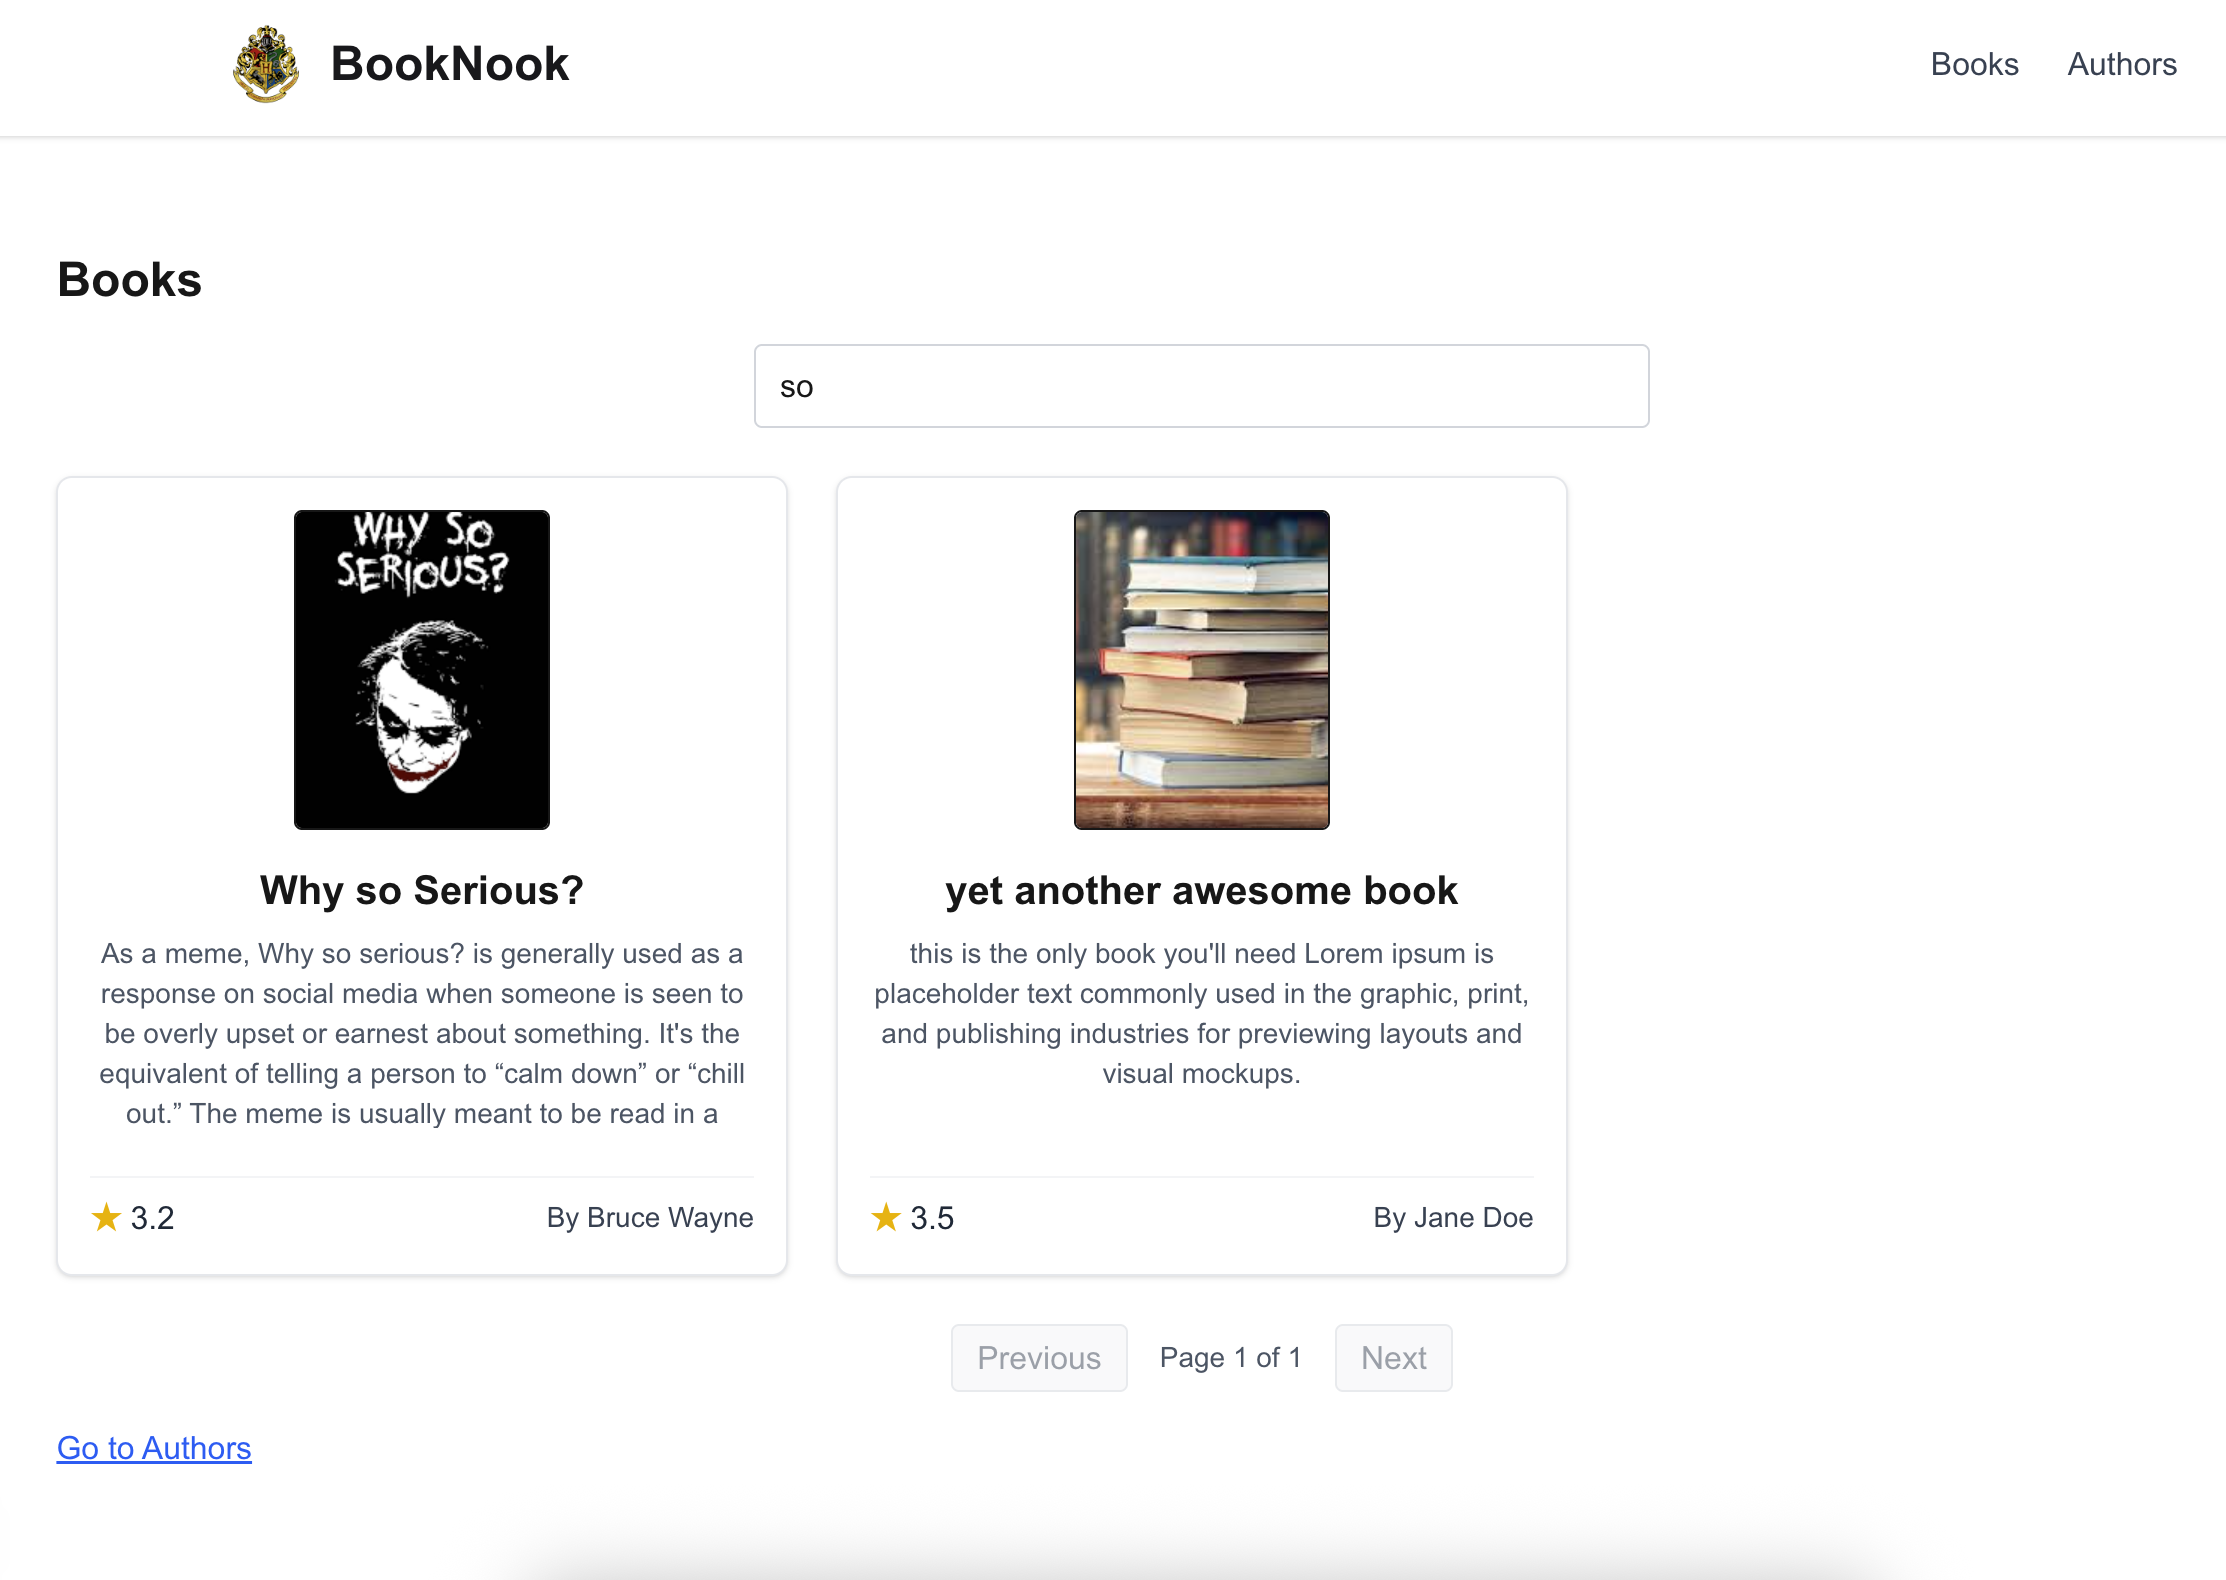 BookNook
Books
Authors
Books
so
WHY SO
SERIOUS?
Why so Serious?
As a meme, Why so serious? is generally used as a
response on social media when someone is seen to
be overly upset or earnest about something. It's the
equivalent of telling a person to “calm down” or “chill
out.” The meme is usually meant to be read in a
★ 3.2
By Bruce Wayne
yet another awesome book
this is the only book you'll need Lorem ipsum is
placeholder text commonly used in the graphic, print,
and publishing industries for previewing layouts and
visual mockups.
★ 3.5
By Jane Doe
Previous
Page 1 of 1
Next
Go to Authors